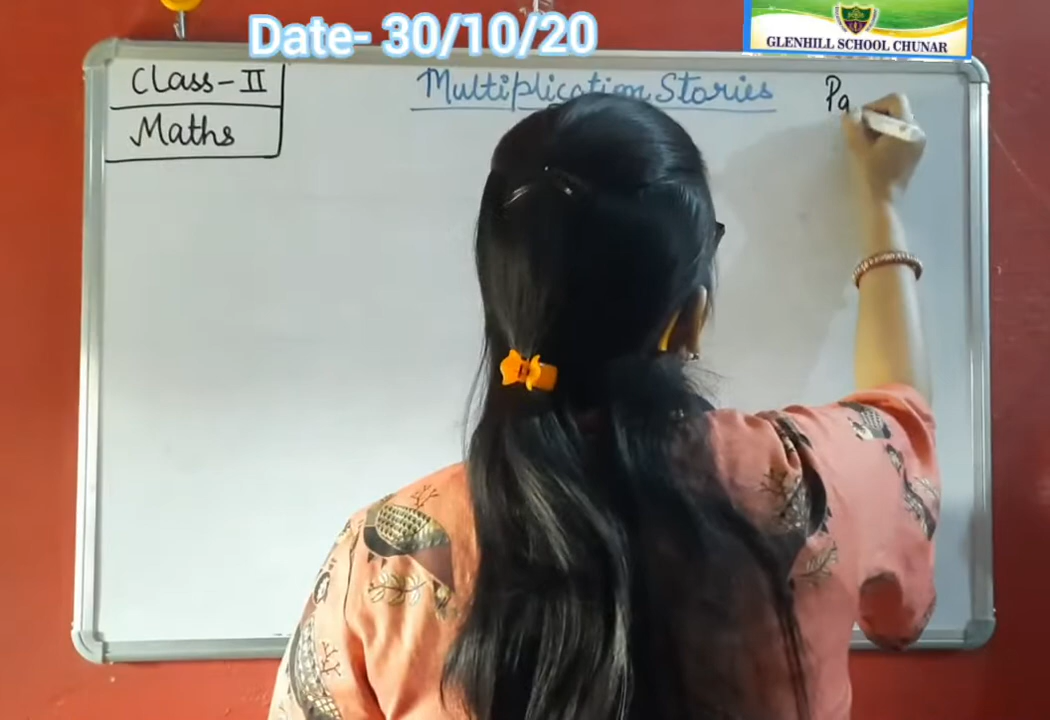 Date- 30/10/20
GLENHILL SCHOOL CHUNAR
Class-II
Maths
Multiplication Stories
Pa